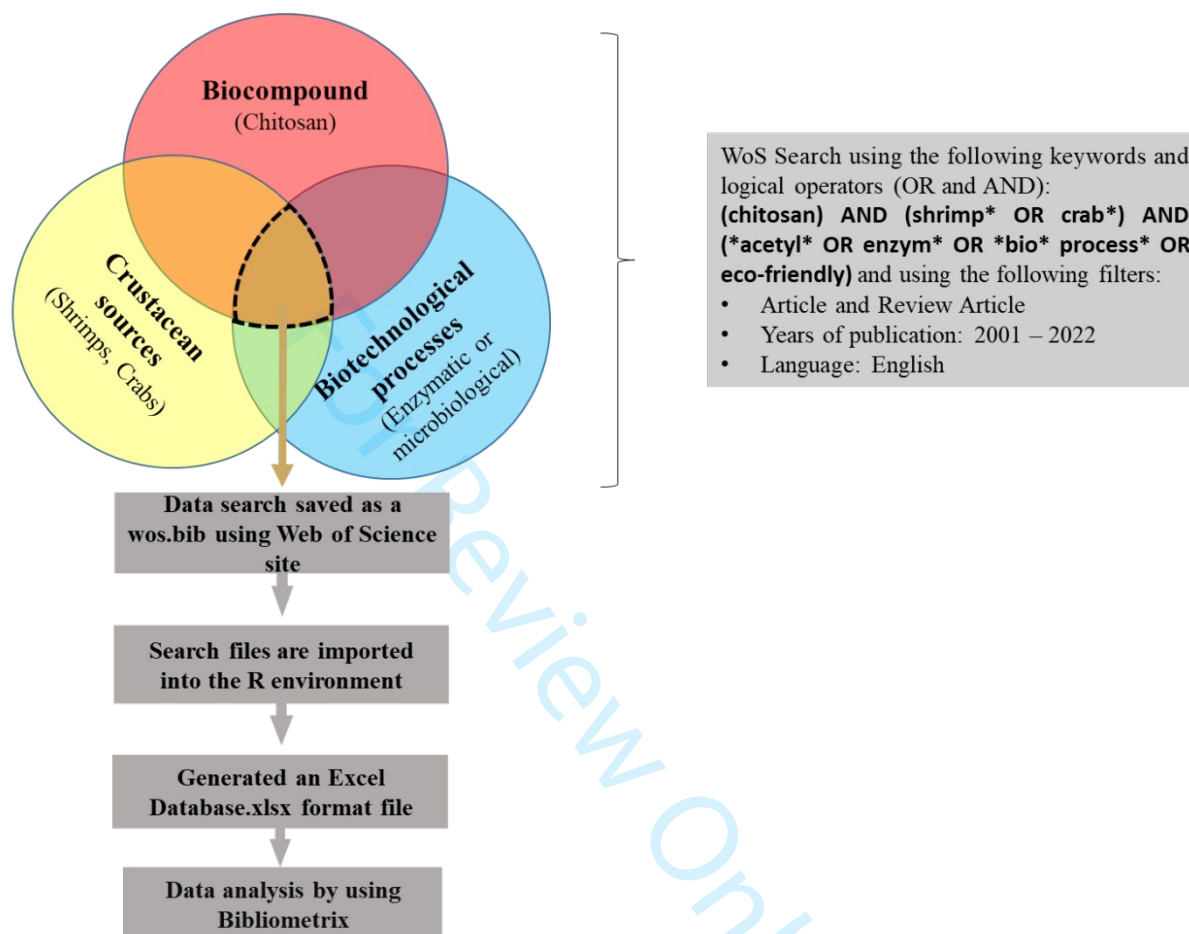 Biocompound
(Chitosan)
Crustacean
sources
(Shrimps, Crabs)
Biotechnological
processes
(Enzymatic or
microbiological)
WoS Search using the following keywords and
logical operators (OR and AND):
(chitosan) AND (shrimp* OR crab*) AND
(*acetyl* OR enzym* OR *bio* process* OR
eco-friendly) and using the following filters:
• Article and Review Article
• Years of publication: 2001 – 2022
• Language: English
Data search saved as a
wos.bib using Web of Science
site
Search files are imported
into the R environment
Generated an Excel
Database.xlsx format file
Data analysis by using
Bibliometrix
For Review Onl